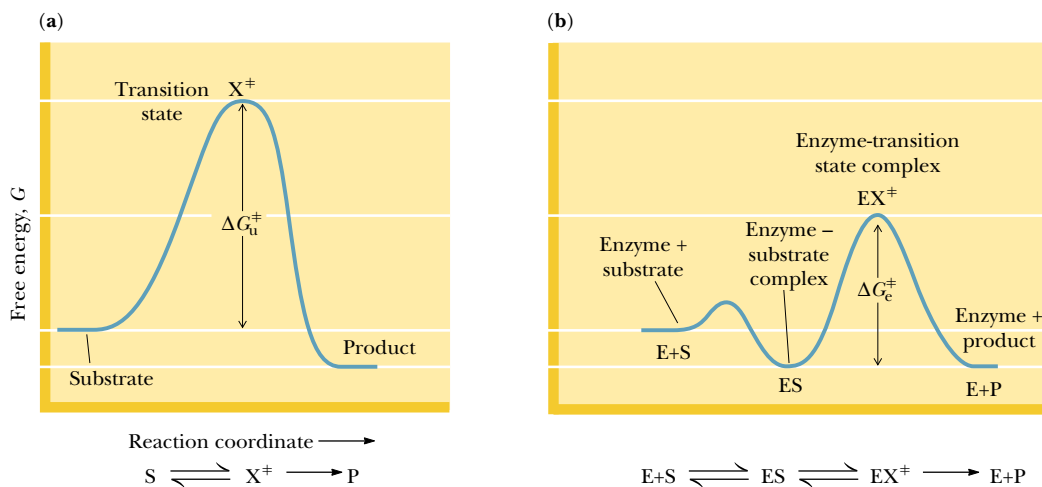 (a)
Free energy, G
Transition
state
X‡
ΔG‡u
Substrate
Product
Reaction coordinate ⟶
S ⇌ X‡ ⟶ P
(b)
Enzyme-transition
state complex
EX‡
Enzyme +
substrate
Enzyme –
substrate
complex
ΔG‡e
Enzyme +
product
E+S
ES
E+P
E+S ⇌ ES ⇌ EX‡ ⟶ E+P